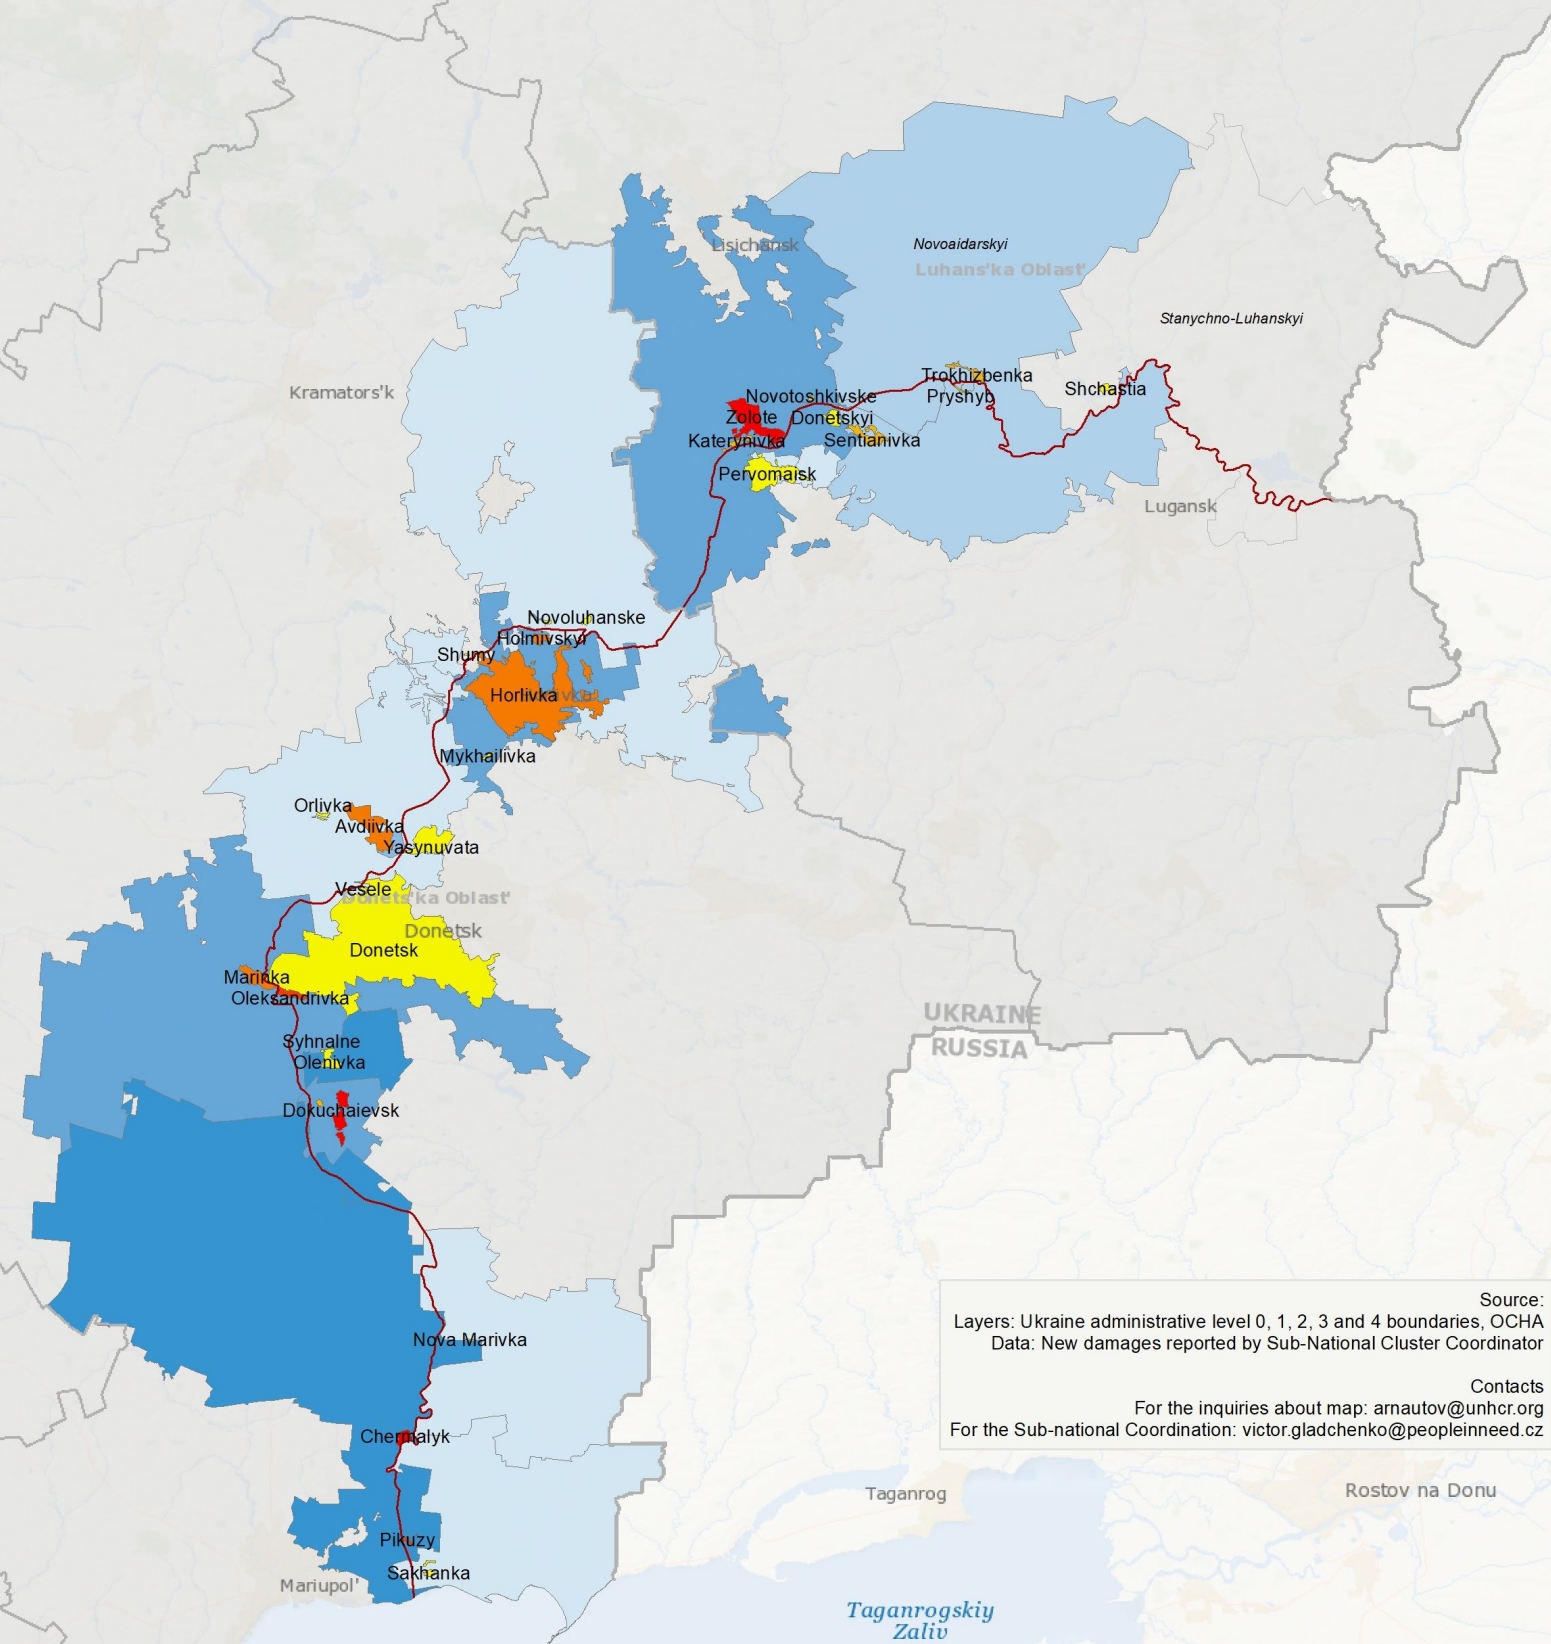 Lisichansk
Novoaidarskyi
Luhans'ka Oblast'
Stanychno-Luhanskyi
Kramators'k
Trokhizbenka
Pryshyb
Shchastia
Novotoshkivske
Zolote
Donetskyi
Katerynivka
Sentianivka
Pervomaisk
Lugansk
Novoluhanske
Holmivskyi
Shumy
Horlivka
Mykhailivka
Orlivka
Avdiivka
Yasynuvata
Vesele
Donets'ka Oblast'
Donetsk
Donetsk
Marinka
Oleksandrivka
UKRAINE
RUSSIA
Syhnalne
Olenivka
Dokuchaievsk
Nova Marivka
Chermalyk
Pikuzy
Sakhanka
Mariupol'
Source:
Layers: Ukraine administrative level 0, 1, 2, 3 and 4 boundaries, OCHA
Data: New damages reported by Sub-National Cluster Coordinator
Contacts
For the inquiries about map: arnautov@unhcr.org
For the Sub-national Coordination: victor.gladchenko@peopleinneed.cz
Taganrog
Rostov na Donu
Taganrogskiy
Zaliv